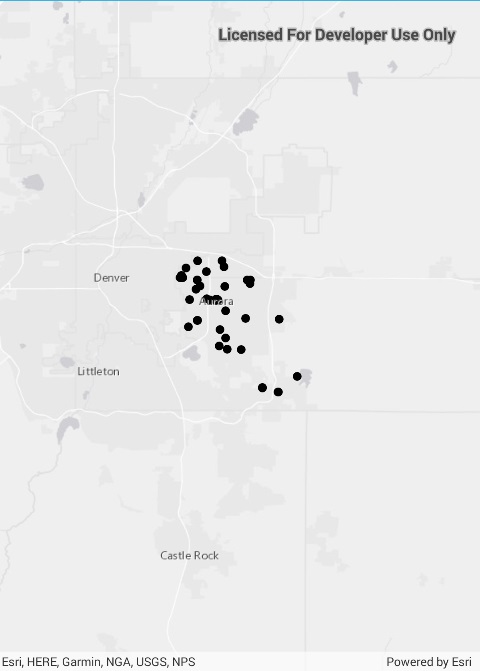 Licensed For Developer Use Only
Denver
Aurora
Littleton
Castle Rock
Esri, HERE, Garmin, NGA, USGS, NPS
Powered by Esri